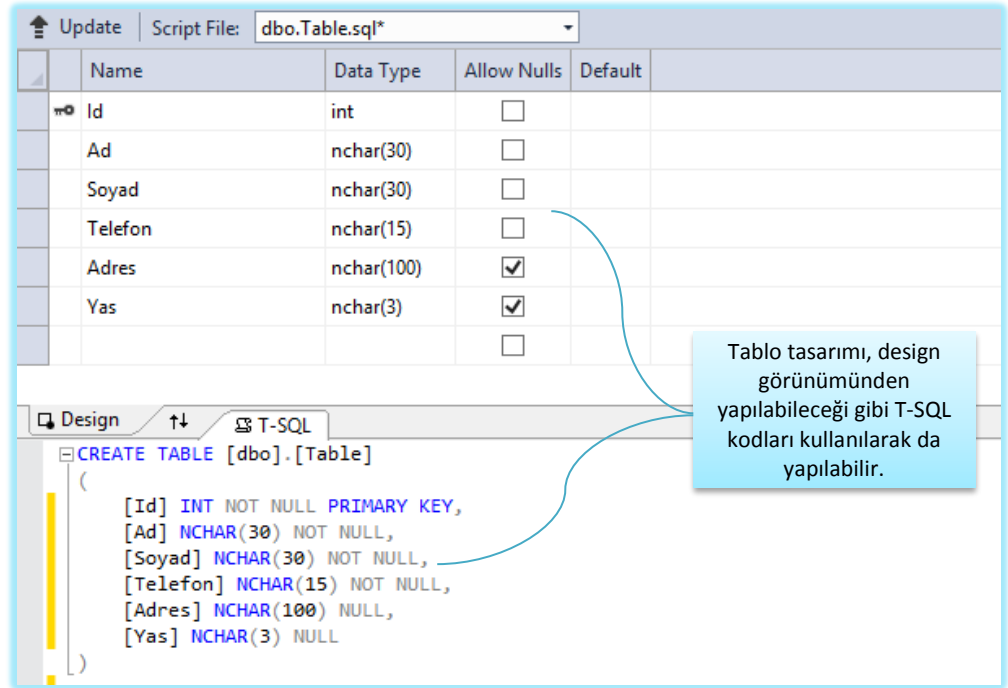 Update Script File: dbo.Table.sql*
Name Data Type Allow Nulls Default
Id int
Ad nchar(30)
Soyad nchar(30)
Telefon nchar(15)
Adres nchar(100)
Yas nchar(3)
Tablo tasarımı, design
görünümünden
yapılabileceği gibi T-SQL
kodları kullanılarak da
yapılabilir.
Design T-SQL
CREATE TABLE [dbo].[Table]
(
[Id] INT NOT NULL PRIMARY KEY,
[Ad] NCHAR(30) NOT NULL,
[Soyad] NCHAR(30) NOT NULL,
[Telefon] NCHAR(15) NOT NULL,
[Adres] NCHAR(100) NULL,
[Yas] NCHAR(3) NULL
)